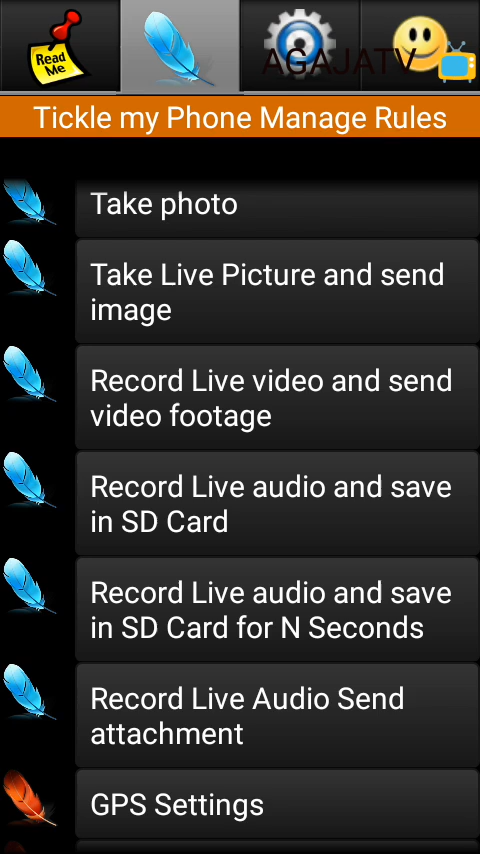 Read
Me
AGAJATV
Tickle my Phone Manage Rules
Take photo
Take Live Picture and send
image
Record Live video and send
video footage
Record Live audio and save
in SD Card
Record Live audio and save
in SD Card for N Seconds
Record Live Audio Send
attachment
GPS Settings